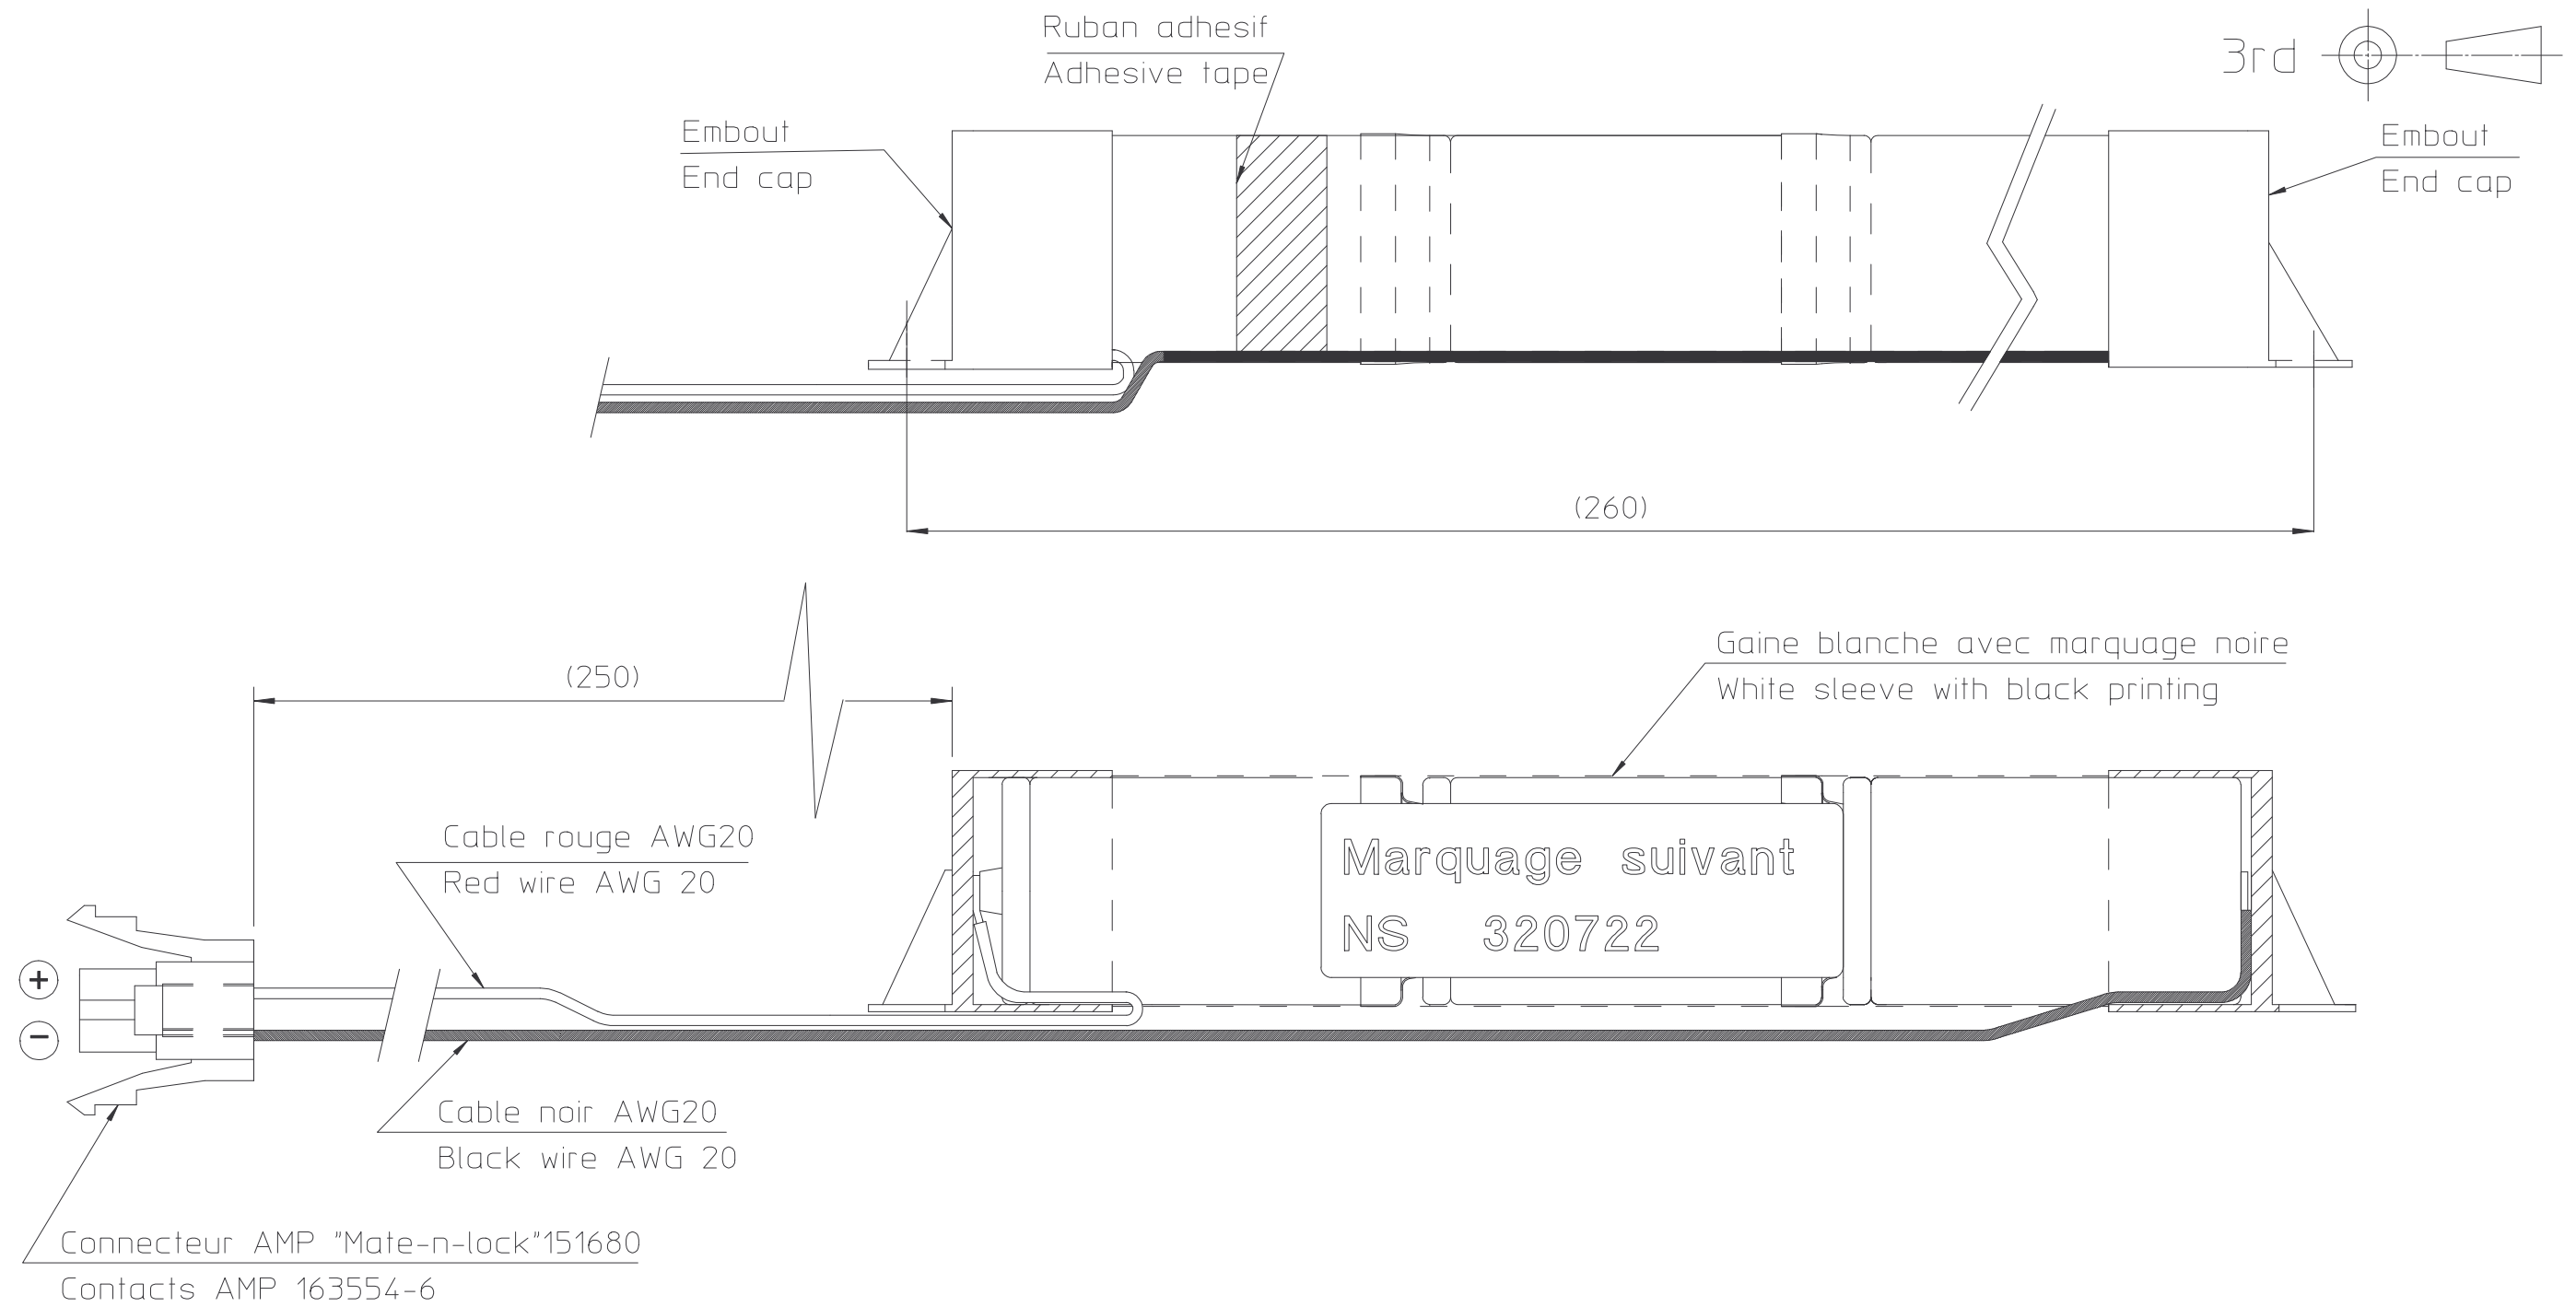 Ruban adhesif
Adhesive tape
3rd
Embout
End cap
Embout
End cap
(260)
Gaine blanche avec marquage noire
White sleeve with black printing
(250)
Cable rouge AWG20
Red wire AWG 20
Marquage suivant
NS 320722
+
−
Cable noir AWG20
Black wire AWG 20
Connecteur AMP "Mate-n-lock"151680
Contacts AMP 163554-6